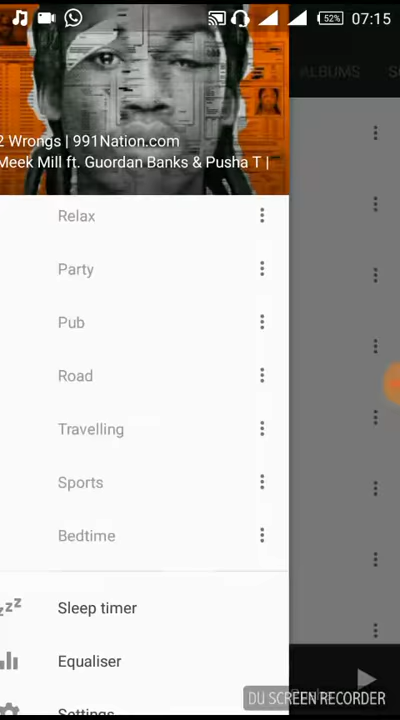 52% 07:15
ALBUMS
2 Wrongs | 991Nation.com
Meek Mill ft. Guordan Banks & Pusha T |
Relax
Party
Pub
Road
Travelling
Sports
Bedtime
zzz Sleep timer
Equaliser
Settings
DU SCREEN RECORDER